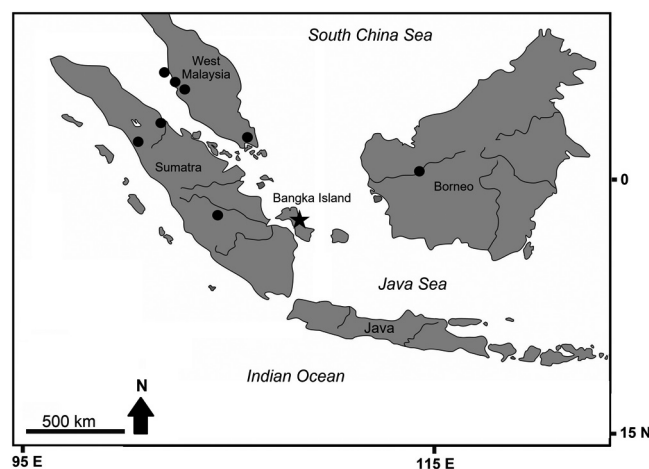 South China Sea
West
Malaysia
Sumatra
Borneo
0
Bangka Island
Java Sea
Java
Indian Ocean
N
500 km
15 N
95 E
115 E